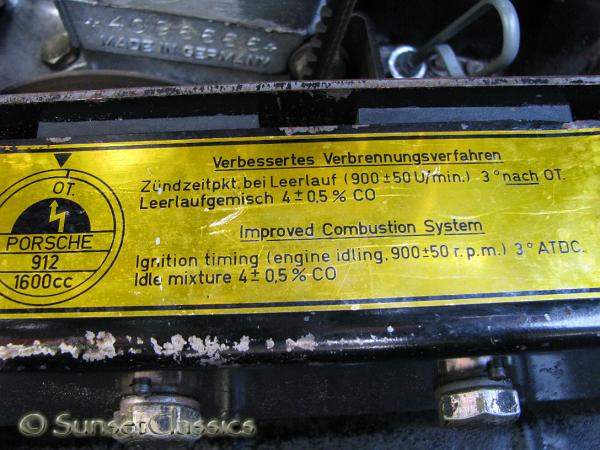 *4098888*
MADE IN GERMANY
OT.
PORSCHE
912
1600cc
Verbessertes Verbrennungsverfahren
Zündzeitpkt. bei Leerlauf (900±50 U/min.) 3° nach OT.
Leerlaufgemisch 4±0,5 % CO
Improved Combustion System
Ignition timing (engine idling, 900±50 r.p.m.) 3° ATDC.
Idle mixture 4±0,5% CO
© SunsetClassics